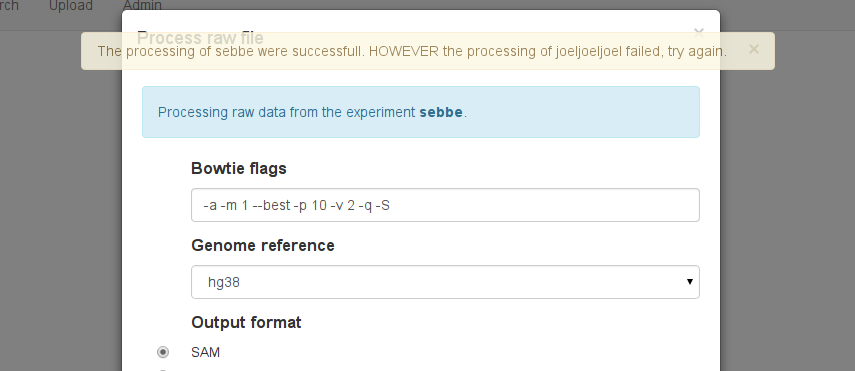 rch Upload Admin
Process raw file ×
The processing of sebbe were successfull. HOWEVER the processing of joeljoeljoel failed, try again. ×
Processing raw data from the experiment sebbe.
Bowtie flags
-a -m 1 --best -p 10 -v 2 -q -S
Genome reference
hg38
Output format
SAM